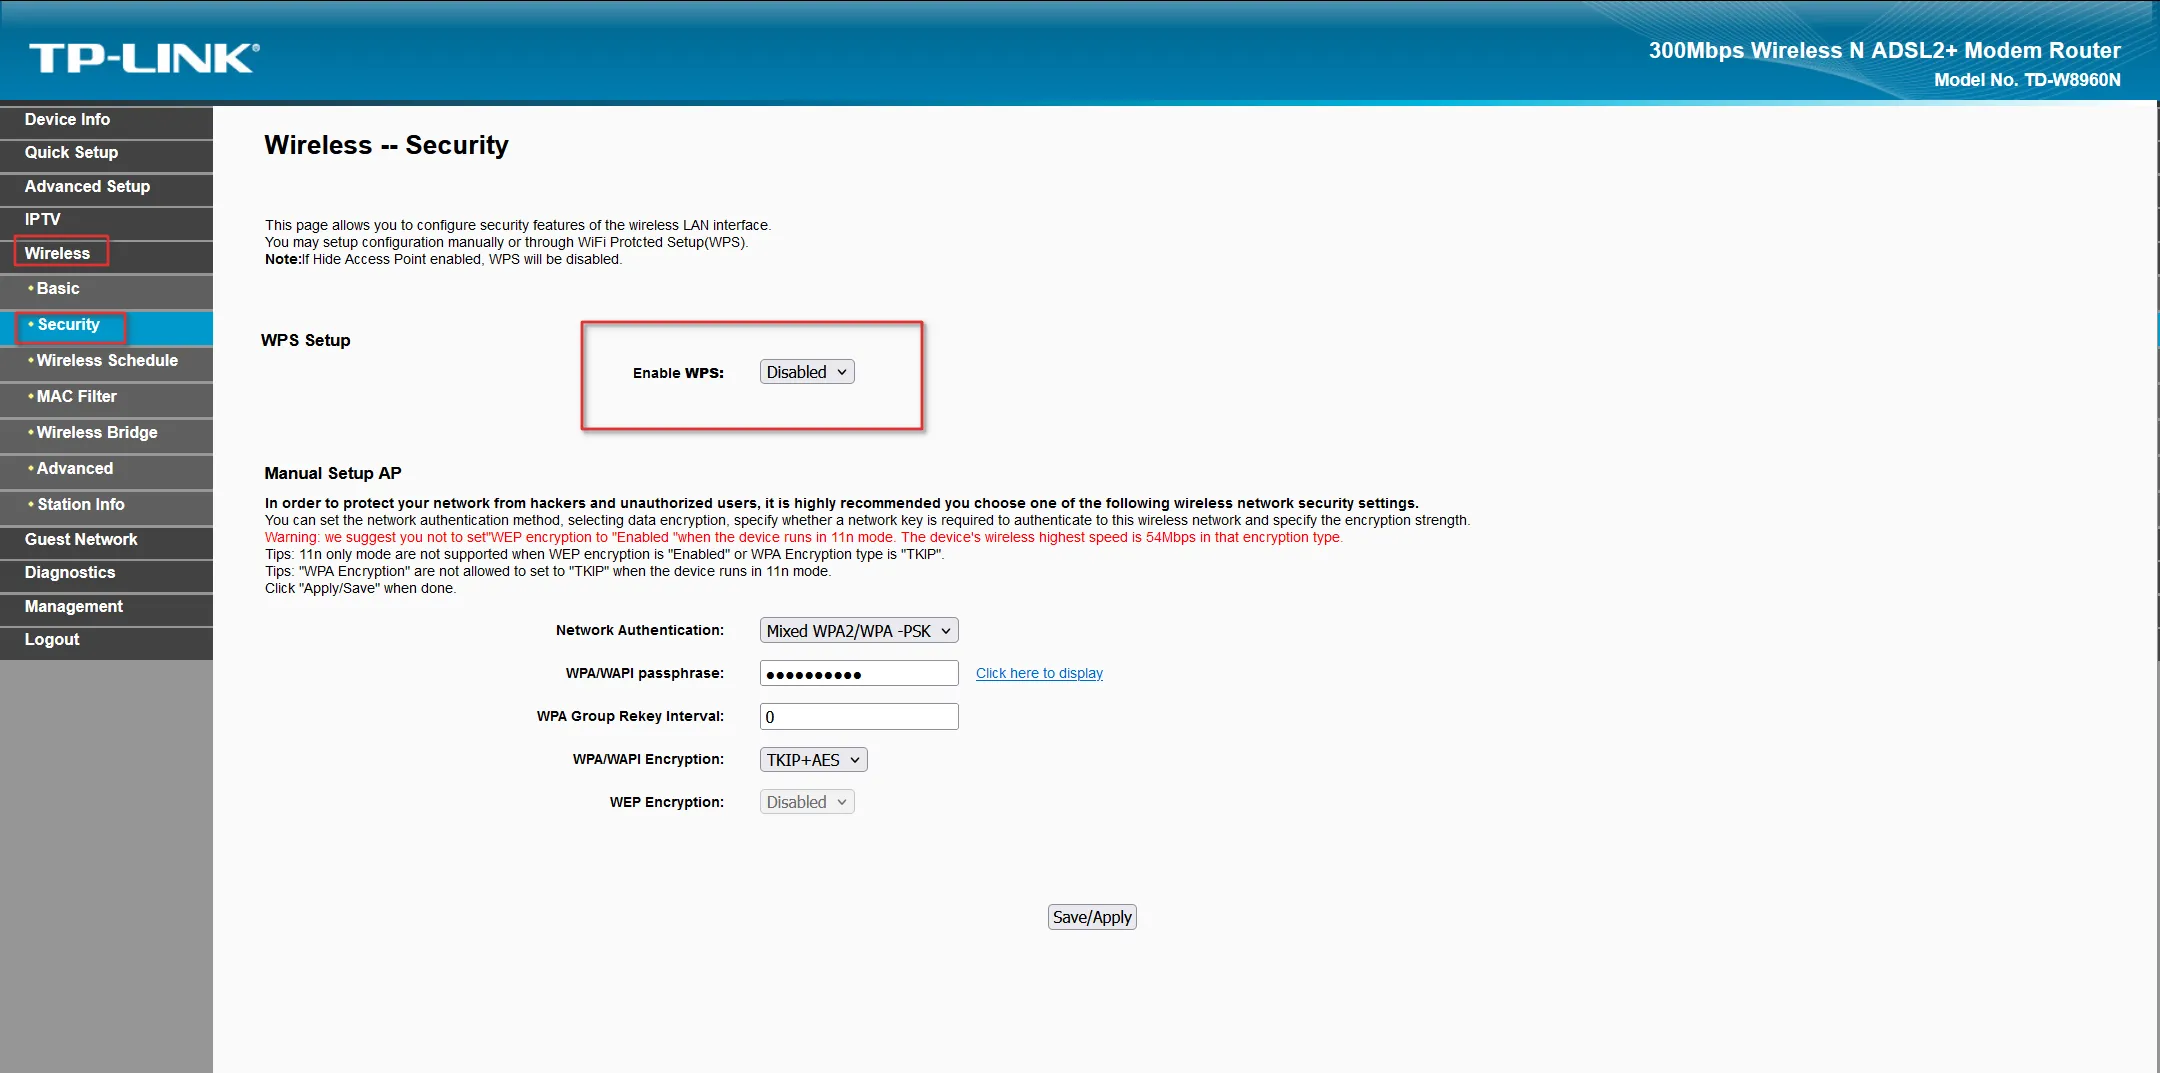 TP-LINK®
300Mbps Wireless N ADSL2+ Modem Router
Model No. TD-W8960N
Device Info
Quick Setup
Advanced Setup
IPTV
Wireless
• Basic
• Security
• Wireless Schedule
• MAC Filter
• Wireless Bridge
• Advanced
• Station Info
Guest Network
Diagnostics
Management
Logout
Wireless -- Security
This page allows you to configure security features of the wireless LAN interface.
You may setup configuration manually or through WiFi Protcted Setup(WPS).
Note:If Hide Access Point enabled, WPS will be disabled.
WPS Setup
Enable WPS: Disabled
Manual Setup AP
In order to protect your network from hackers and unauthorized users, it is highly recommended you choose one of the following wireless network security settings.
You can set the network authentication method, selecting data encryption, specify whether a network key is required to authenticate to this wireless network and specify the encryption strength.
Warning: we suggest you not to set"WEP encryption to "Enabled "when the device runs in 11n mode. The device's wireless highest speed is 54Mbps in that encryption type.
Tips: 11n only mode are not supported when WEP encryption is "Enabled" or WPA Encryption type is "TKIP".
Tips: "WPA Encryption" are not allowed to set to "TKIP" when the device runs in 11n mode.
Click "Apply/Save" when done.
Network Authentication: Mixed WPA2/WPA -PSK
WPA/WAPI passphrase: ●●●●●●●●●● Click here to display
WPA Group Rekey Interval: 0
WPA/WAPI Encryption: TKIP+AES
WEP Encryption: Disabled
Save/Apply